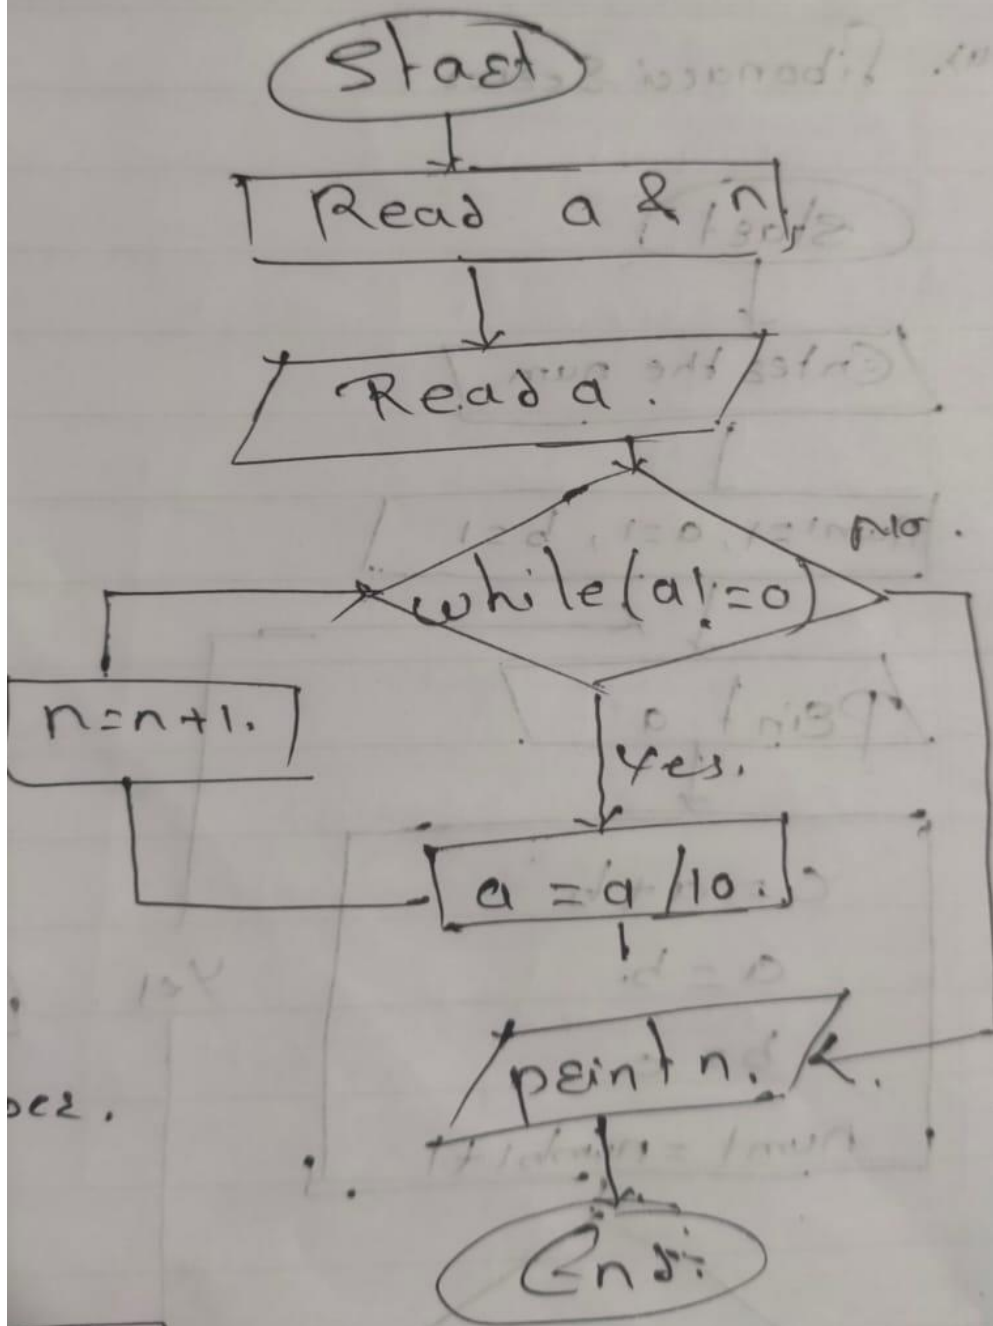 Start
Read a & n,
Read a.
No.
while(a!=0)
n=n+1.
Yes.
a = a/10.
print n.
End.